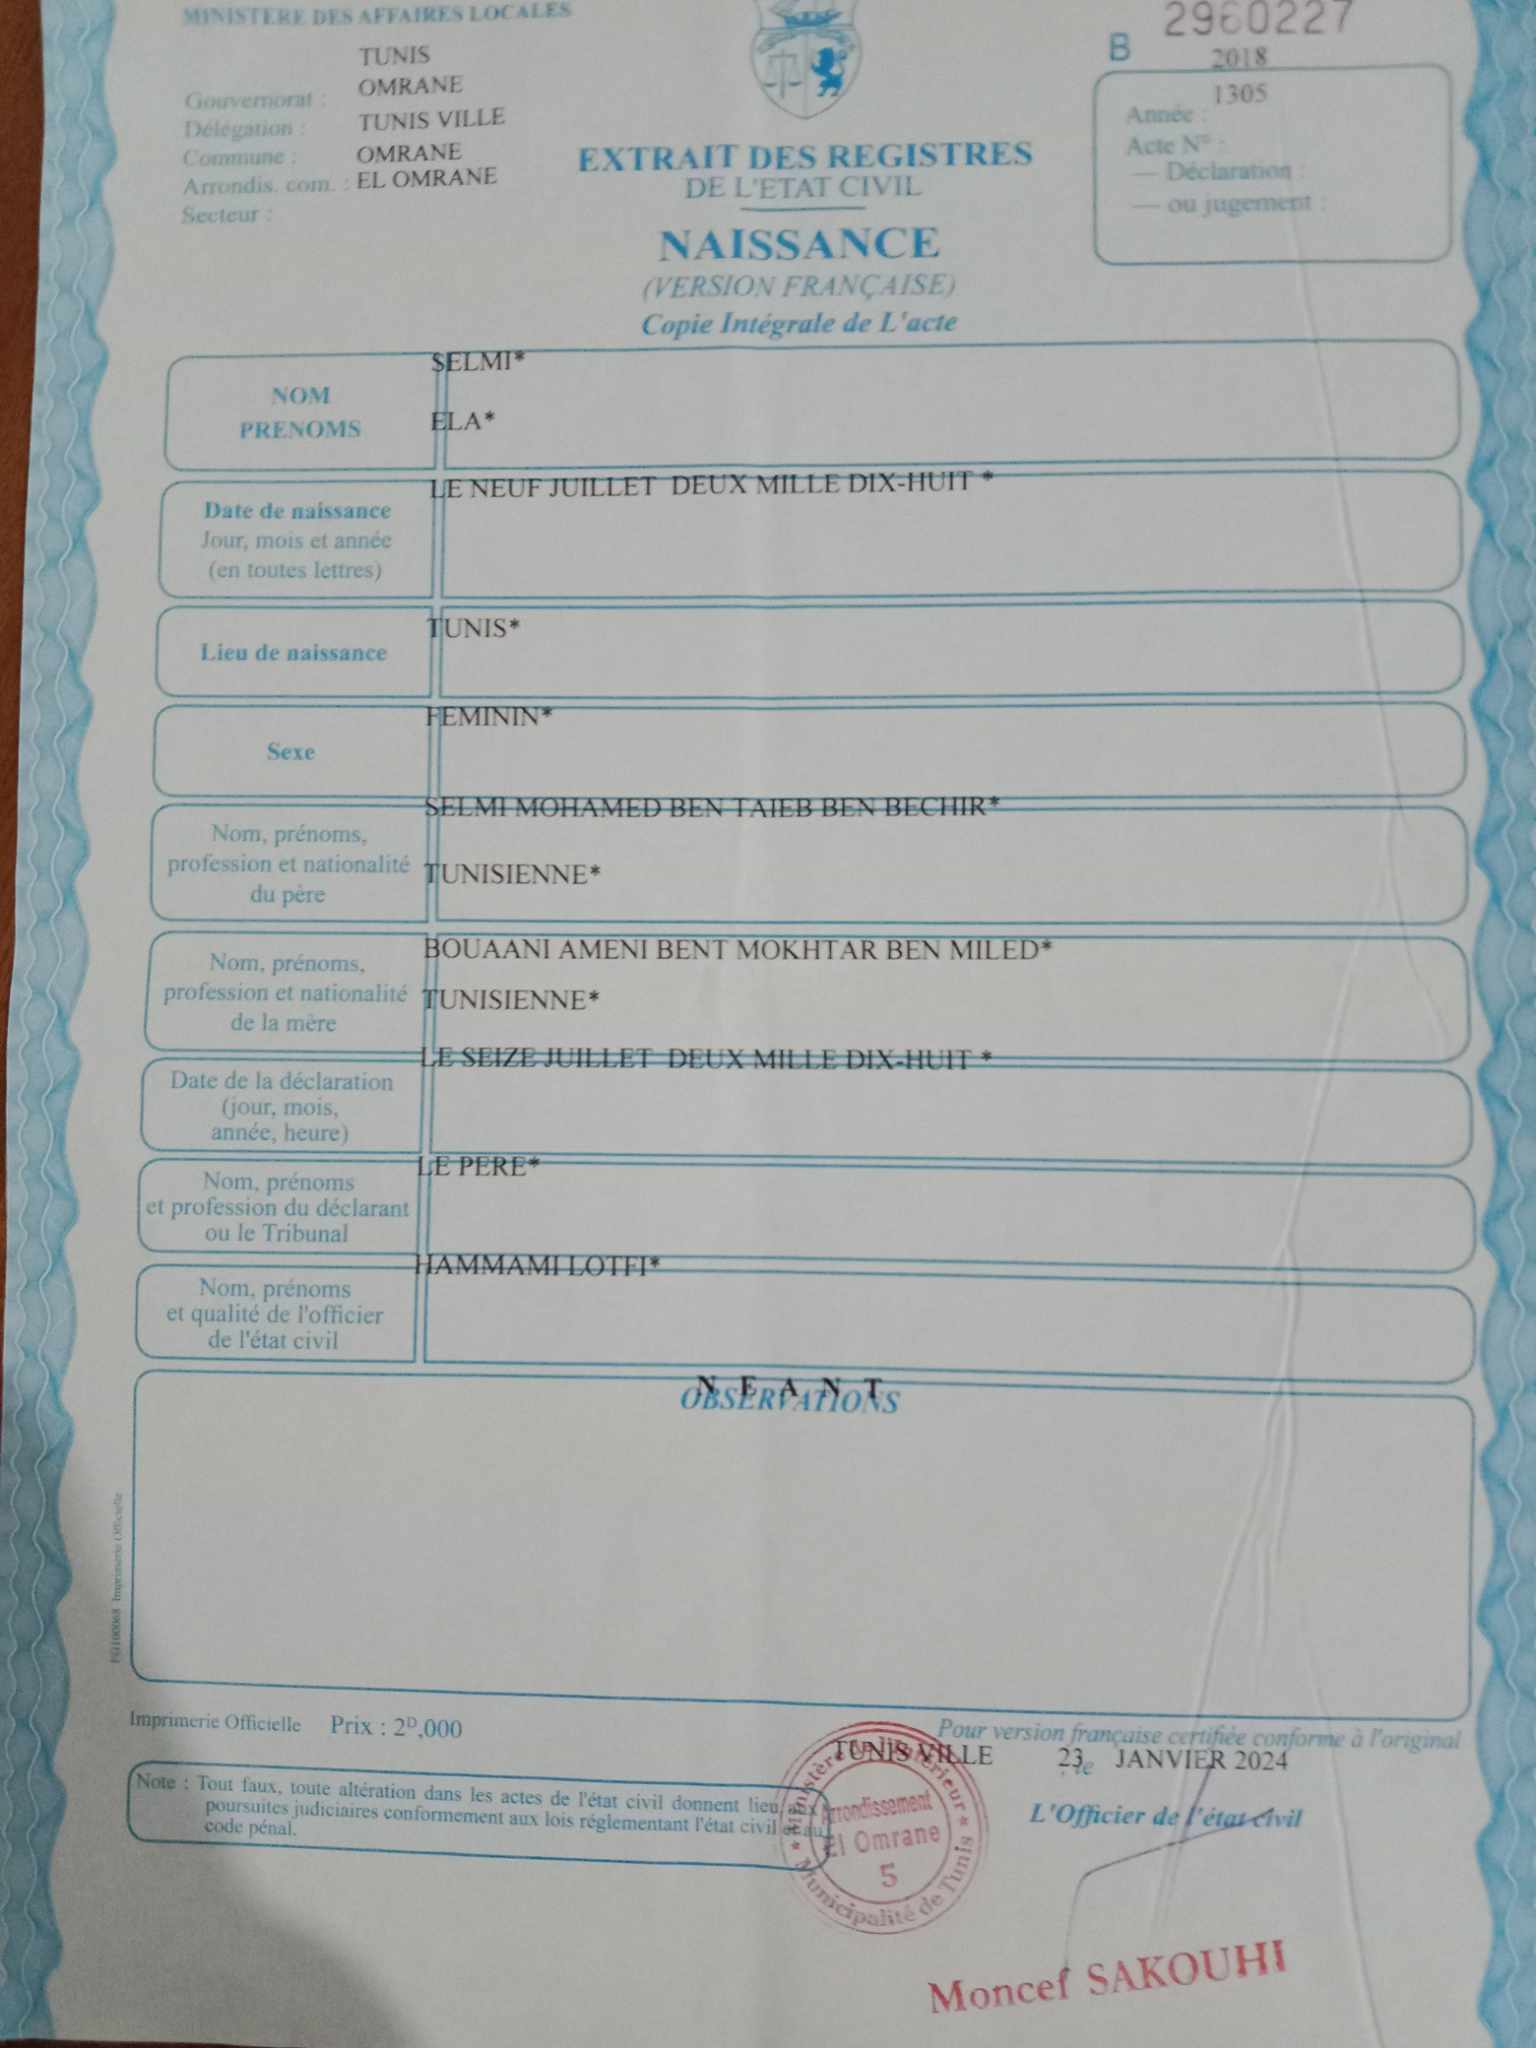 MINISTERE DES AFFAIRES LOCALES
TUNIS
Gouvernorat :
OMRANE
Délégation :
TUNIS VILLE
Commune :
OMRANE
Arrondis. com. :
EL OMRANE
Secteur :
B 2960227
2018
1305
Année :
Acte N° :
— Déclaration :
— ou jugement :
EXTRAIT DES REGISTRES
DE L'ETAT CIVIL
NAISSANCE
(VERSION FRANÇAISE)
Copie Intégrale de L'acte
NOM
PRENOMS
SELMI*
ELA*
Date de naissance
Jour, mois et année
(en toutes lettres)
LE NEUF JUILLET DEUX MILLE DIX-HUIT *
Lieu de naissance
TUNIS*
Sexe
FEMININ*
Nom, prénoms,
profession et nationalité
du père
SELMI MOHAMED BEN TAIEB BEN BECHIR*
TUNISIENNE*
Nom, prénoms,
profession et nationalité
de la mère
BOUAANI AMENI BENT MOKHTAR BEN MILED*
TUNISIENNE*
Date de la déclaration
(jour, mois,
année, heure)
LE SEIZE JUILLET DEUX MILLE DIX-HUIT *
Nom, prénoms
et profession du déclarant
ou le Tribunal
LE PERE*
Nom, prénoms
et qualité de l'officier
de l'état civil
HAMMAMI LOTFI*
N E A N T
OBSERVATIONS
Imprimerie Officielle
Imprimerie Officielle Prix : 2ᴰ,000
Pour version française certifiée conforme à l'original
TUNIS VILLE 23 le JANVIER 2024
L'Officier de l'état civil
Note : Tout faux, toute altération dans les actes de l'état civil donnent lieu aux
poursuites judiciaires conformement aux lois réglementant l'état civil et au
code pénal.
Ministère de l'Intérieur
Arrondissement
El Omrane
5
Municipalité de Tunis
Moncef SAKOUHI